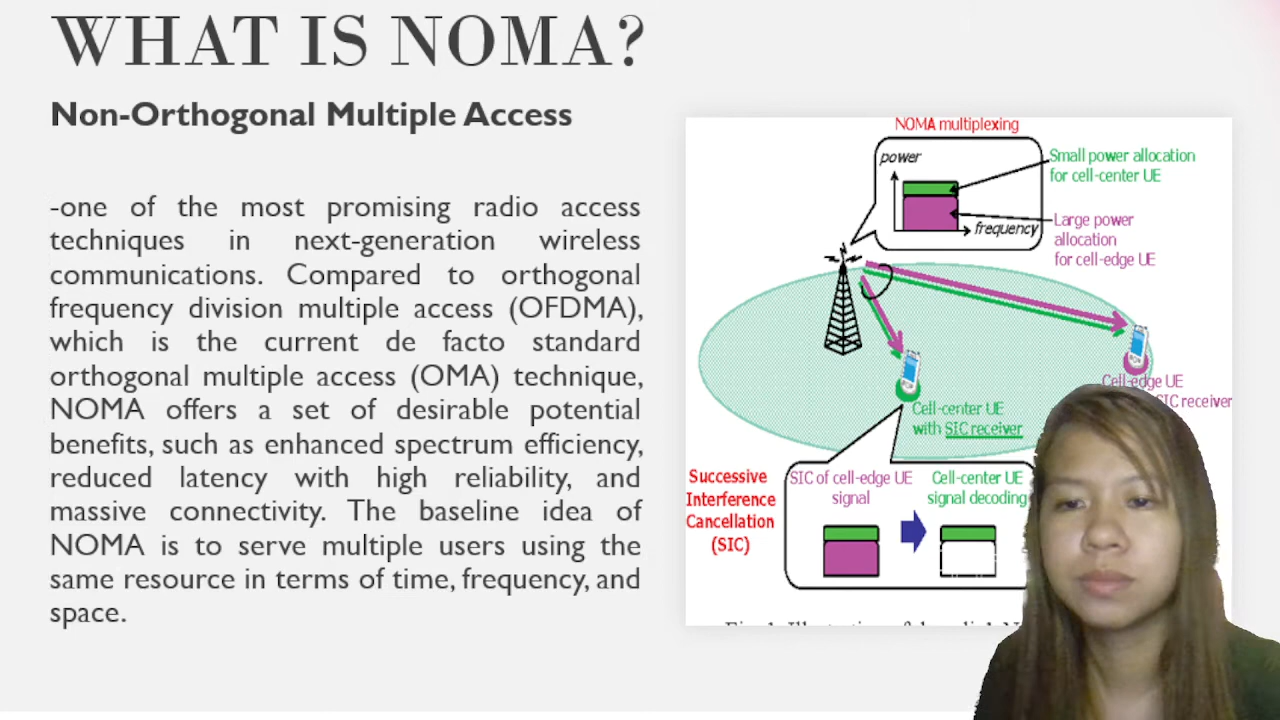 WHAT IS NOMA?
Non-Orthogonal Multiple Access
-one of the most promising radio access
techniques in next-generation wireless
communications. Compared to orthogonal
frequency division multiple access (OFDMA),
which is the current de facto standard
orthogonal multiple access (OMA) technique,
NOMA offers a set of desirable potential
benefits, such as enhanced spectrum efficiency,
reduced latency with high reliability, and
massive connectivity. The baseline idea of
NOMA is to serve multiple users using the
same resource in terms of time, frequency, and
space.
NOMA multiplexing
power
frequency
Small power allocation
for cell-center UE
Large power
allocation
for cell-edge UE
Cell-edge UE
SIC receiver
Cell-center UE
with SIC receiver
Successive
Interference
Cancellation
(SIC)
SIC of cell-edge UE
signal
Cell-center UE
signal decoding